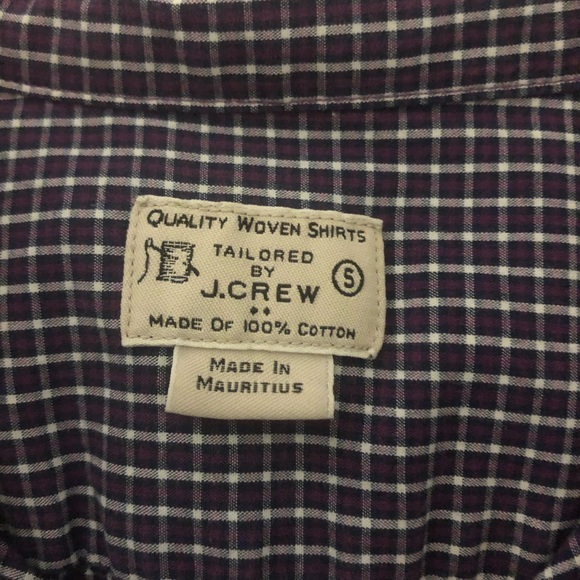 QUALITY WOVEN SHIRTS
TAILORED
BY
S
J.CREW
MADE OF 100% COTTON
MADE IN
MAURITIUS